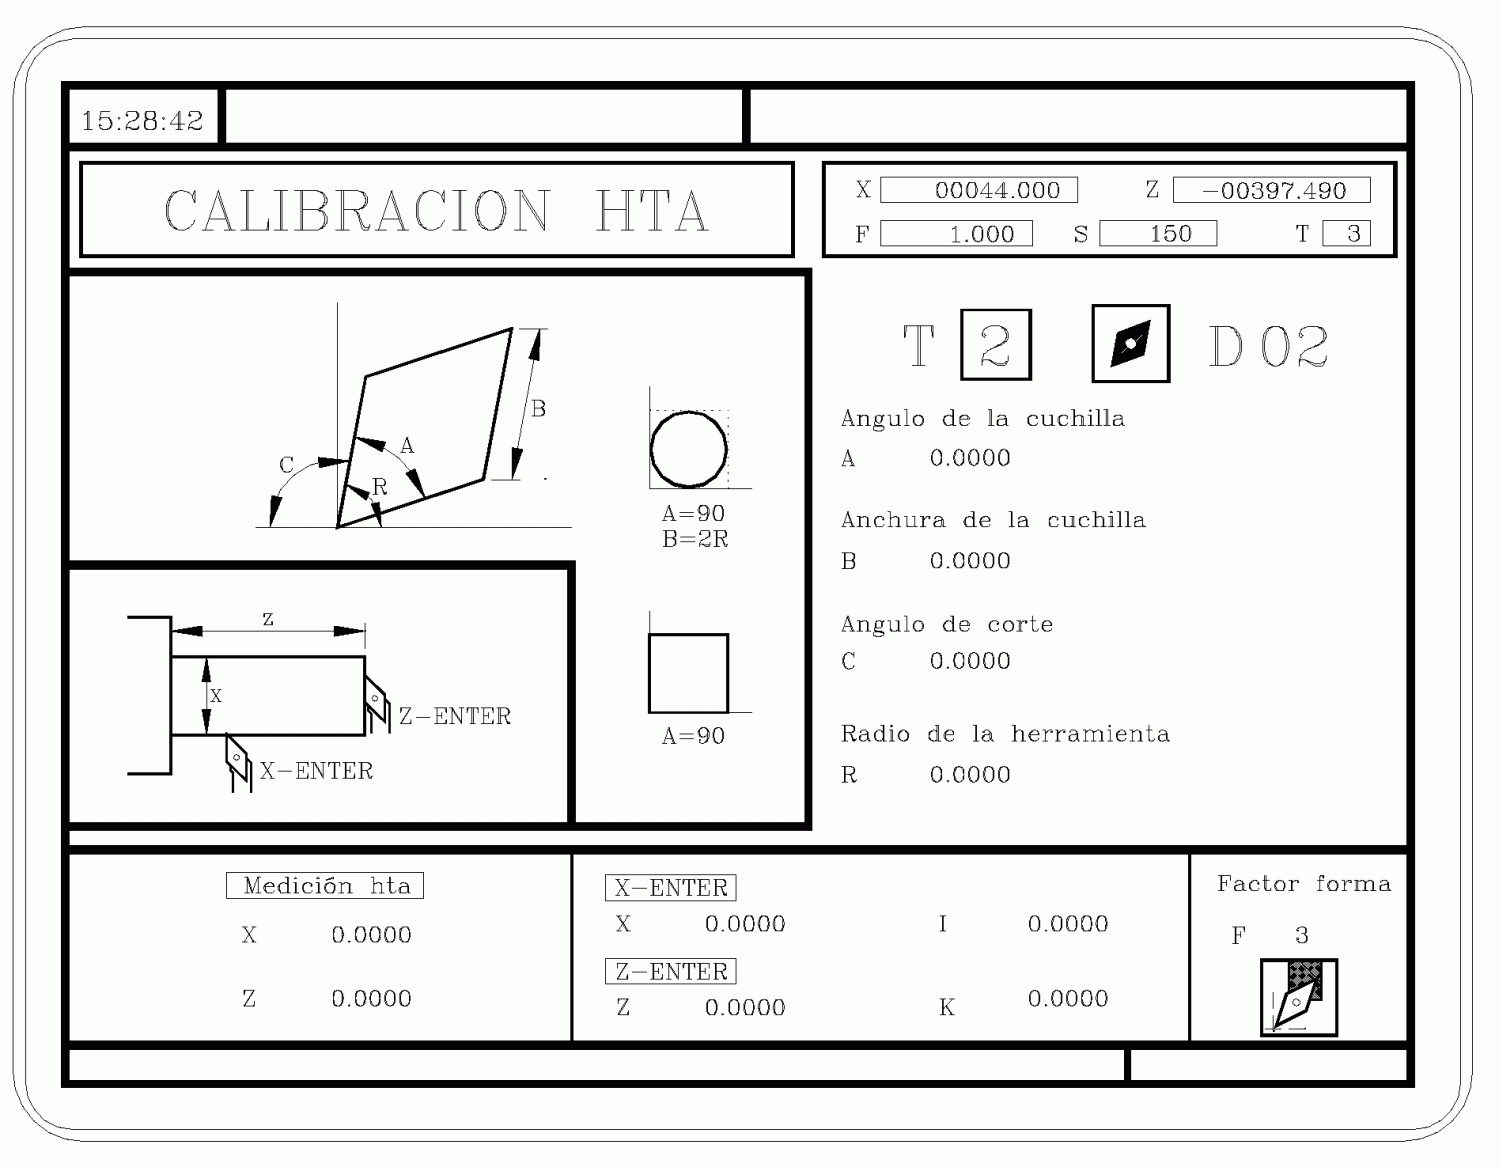 15:28:42
CALIBRACION HTA
X 00044.000 Z -00397.490
F 1.000 S 150 T 3
T 2 D 02
B
A
C
R
A=90
B=2R
Angulo de la cuchilla
A 0.0000
Anchura de la cuchilla
B 0.0000
Angulo de corte
C 0.0000
Radio de la herramienta
R 0.0000
Z
X
Z-ENTER
X-ENTER
A=90
Medición hta
X 0.0000
Z 0.0000
X-ENTER
X 0.0000 I 0.0000
Z-ENTER
Z 0.0000 K 0.0000
Factor forma
F 3